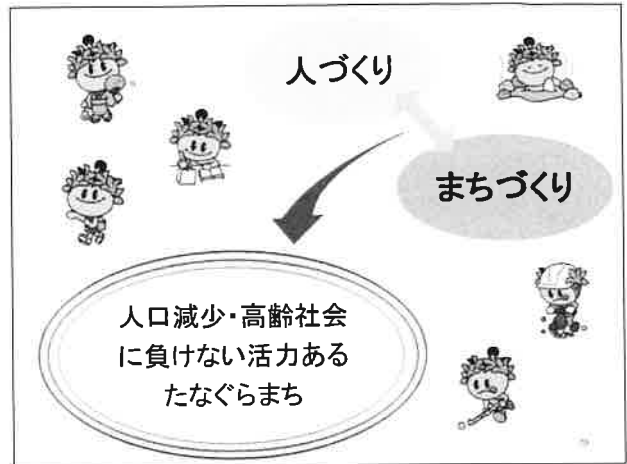 人づくり
まちづくり
人口減少・高齢社会
に負けない活力ある
たなぐらまち